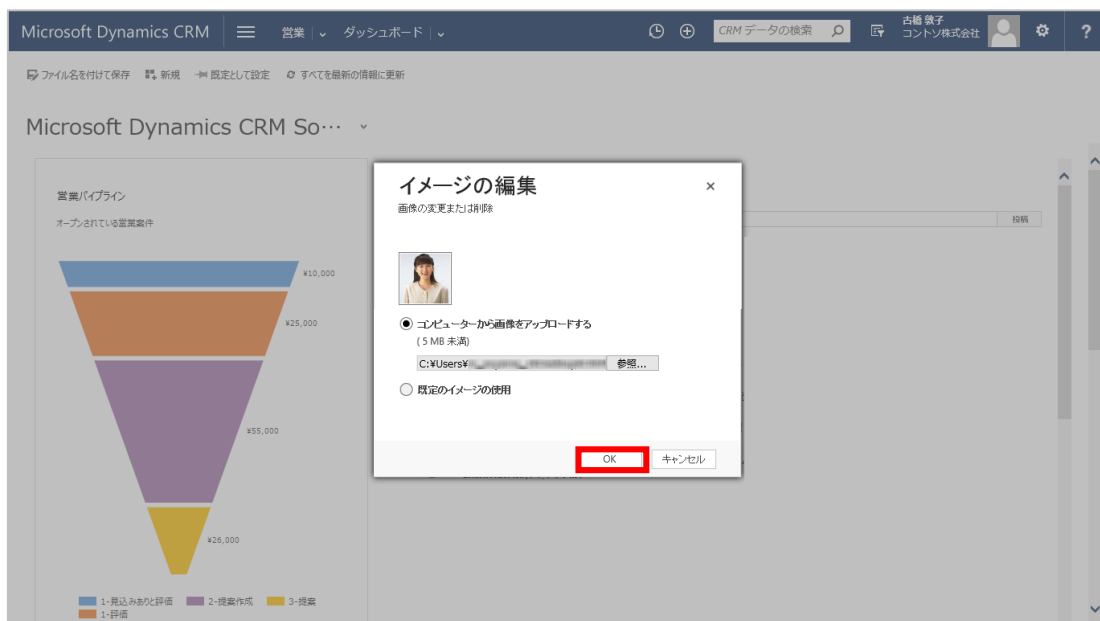 Microsoft Dynamics CRM 営業 ダッシュボード CRM データの検索 古橋 敦子
コントソ株式会社 ?
ファイル名を付けて保存 新規 既定として設定 すべてを最新の情報に更新
Microsoft Dynamics CRM So…
営業パイプライン
オープンされている営業案件
¥10,000
¥25,000
¥55,000
¥26,000
1-見込みありと評価 2-提案作成 3-提案
1-評価
投稿
イメージの編集
画像の変更または削除
コンピューターから画像をアップロードする
(5 MB 未満)
C:¥Users¥ 参照...
既定のイメージの使用
OK キャンセル